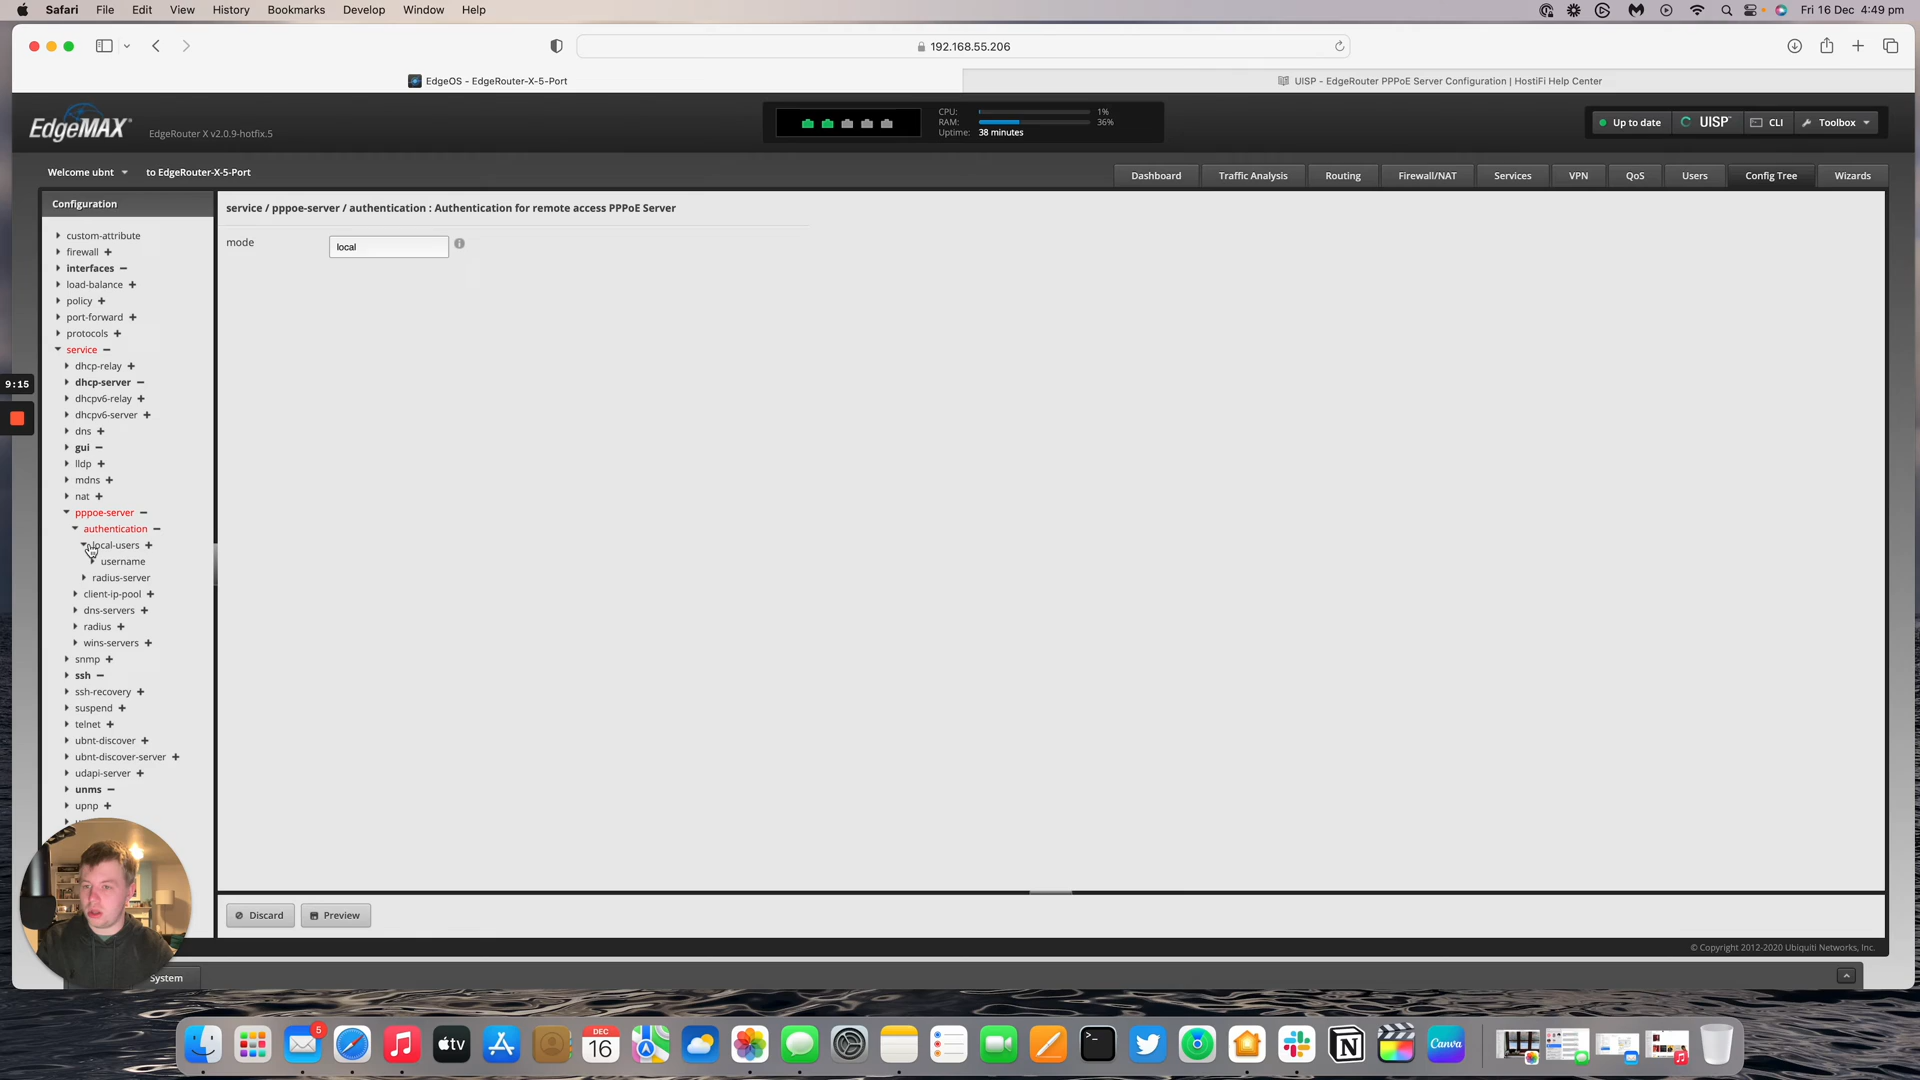 Safari File Edit View History Bookmarks Develop Window Help Fri 16 Dec 4:49 pm
192.168.55.206
EdgeOS - EdgeRouter-X-5-Port UISP - EdgeRouter PPPoE Server Configuration | HostiFi Help Center
EdgeMAX EdgeRouter X v2.0.9-hotfix.5
CPU: 1%
RAM: 36%
Uptime: 38 minutes
Up to date UISP CLI Toolbox
Welcome ubnt to EdgeRouter-X-5-Port
Dashboard Traffic Analysis Routing Firewall/NAT Services VPN QoS Users Config Tree Wizards
Configuration
service / pppoe-server / authentication : Authentication for remote access PPPoE Server
mode local
custom-attribute
firewall
interfaces
load-balance
policy
port-forward
protocols
service
dhcp-relay
dhcp-server
dhcpv6-relay
dhcpv6-server
dns
gui
lldp
mdns
nat
pppoe-server
authentication
local-users
username
radius-server
client-ip-pool
dns-servers
radius
wins-servers
snmp
ssh
ssh-recovery
suspend
telnet
ubnt-discover
ubnt-discover-server
udapi-server
unms
upnp
9:15
Discard Preview
© Copyright 2012-2020 Ubiquiti Networks, Inc.
System
5
tv
DEC
16
Canva